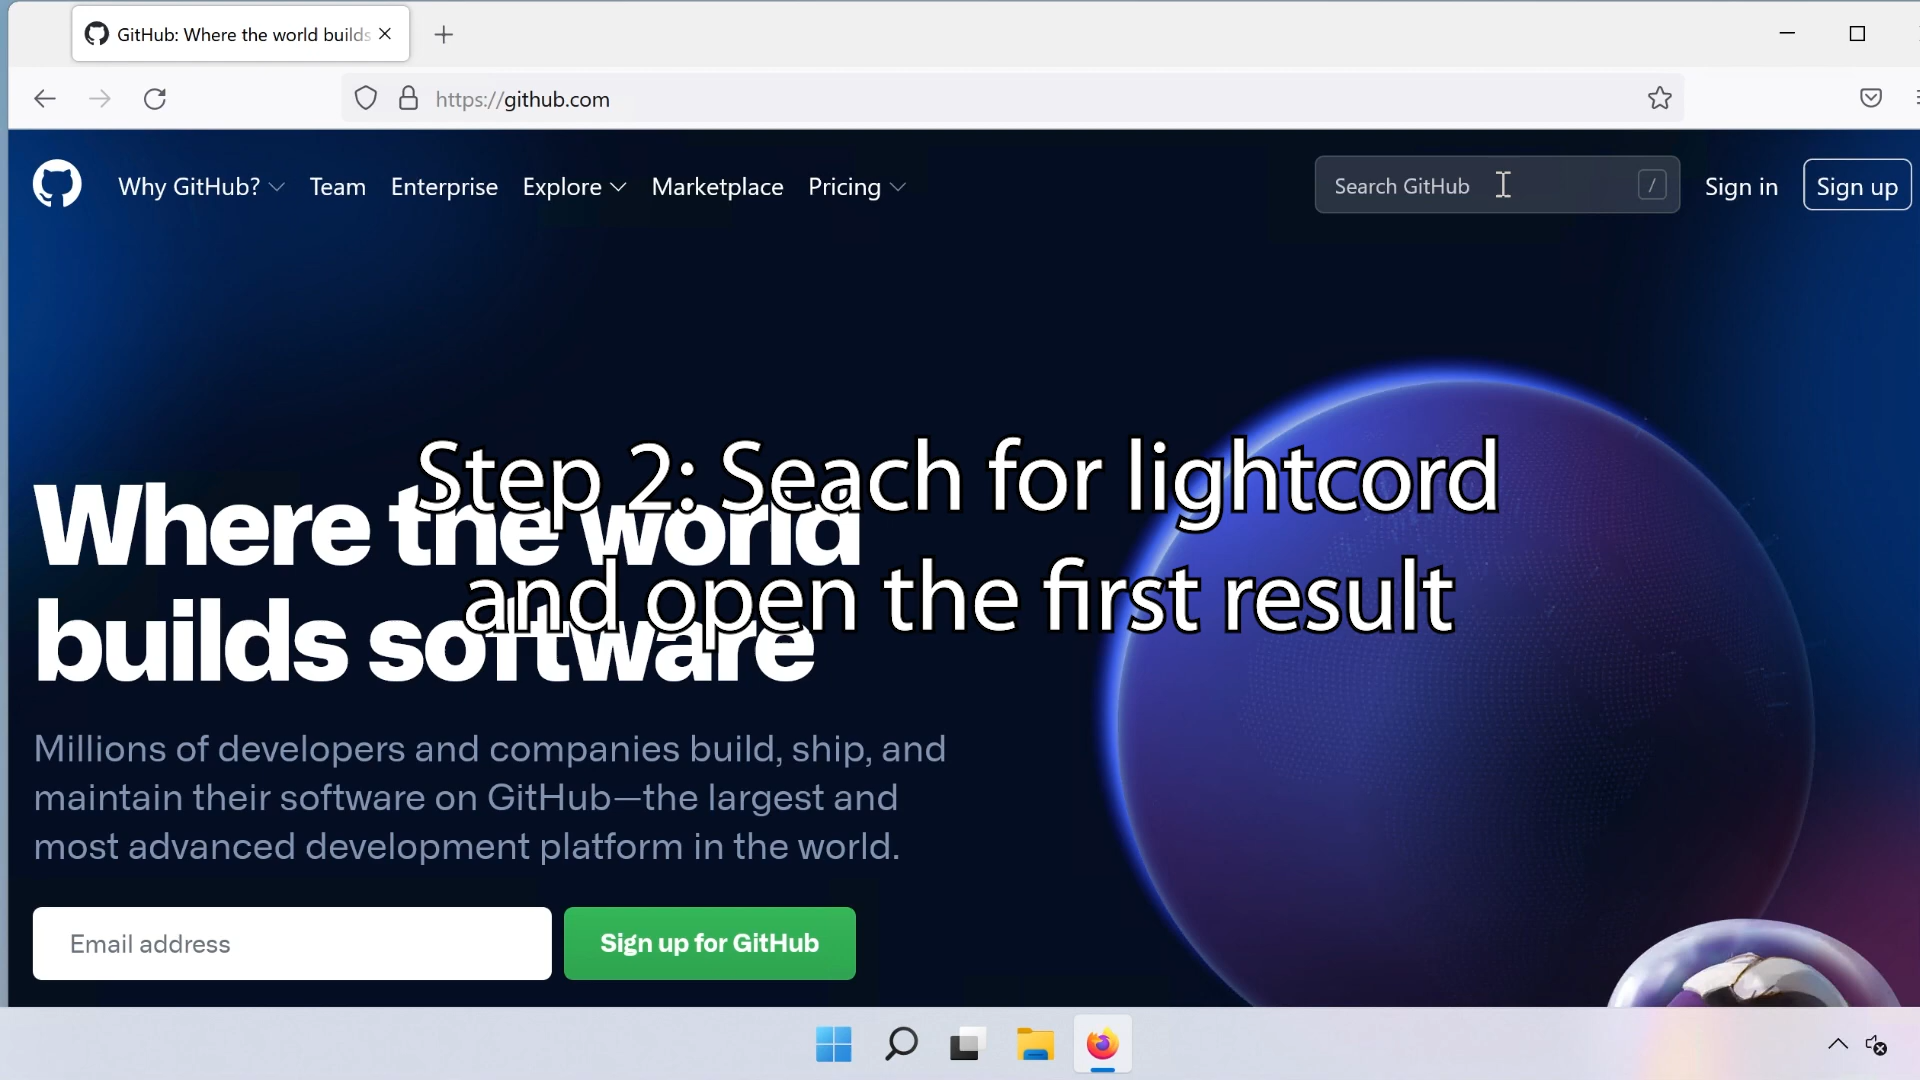 GitHub: Where the world builds
https://github.com
Why GitHub? Team Enterprise Explore Marketplace Pricing
Search GitHub /
Sign in
Sign up
Step 2: Seach for lightcord
and open the first result
Where the world
builds software
Millions of developers and companies build, ship, and
maintain their software on GitHub—the largest and
most advanced development platform in the world.
Email address
Sign up for GitHub